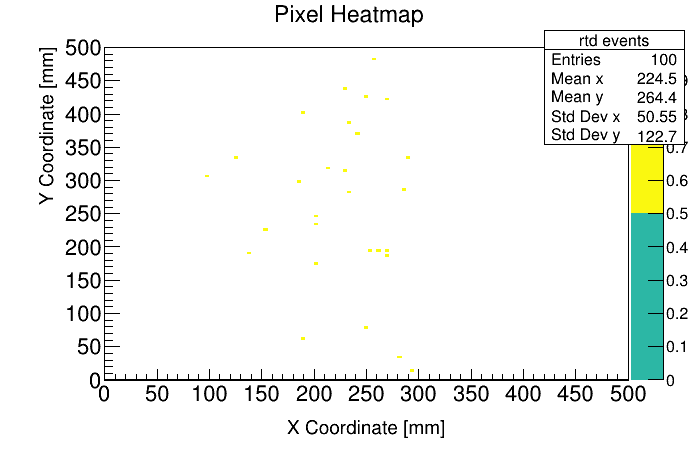 Pixel Heatmap
rtd events
Entries 100
Mean x 224.5
Mean y 264.4
Std Dev x 50.55
Std Dev y 122.7
Y Coordinate [mm]
500
450
400
350
300
250
200
150
100
50
0
0 50 100 150 200 250 300 350 400 450 500
X Coordinate [mm]
0.6
0.5
0.4
0.3
0.2
0.1
0